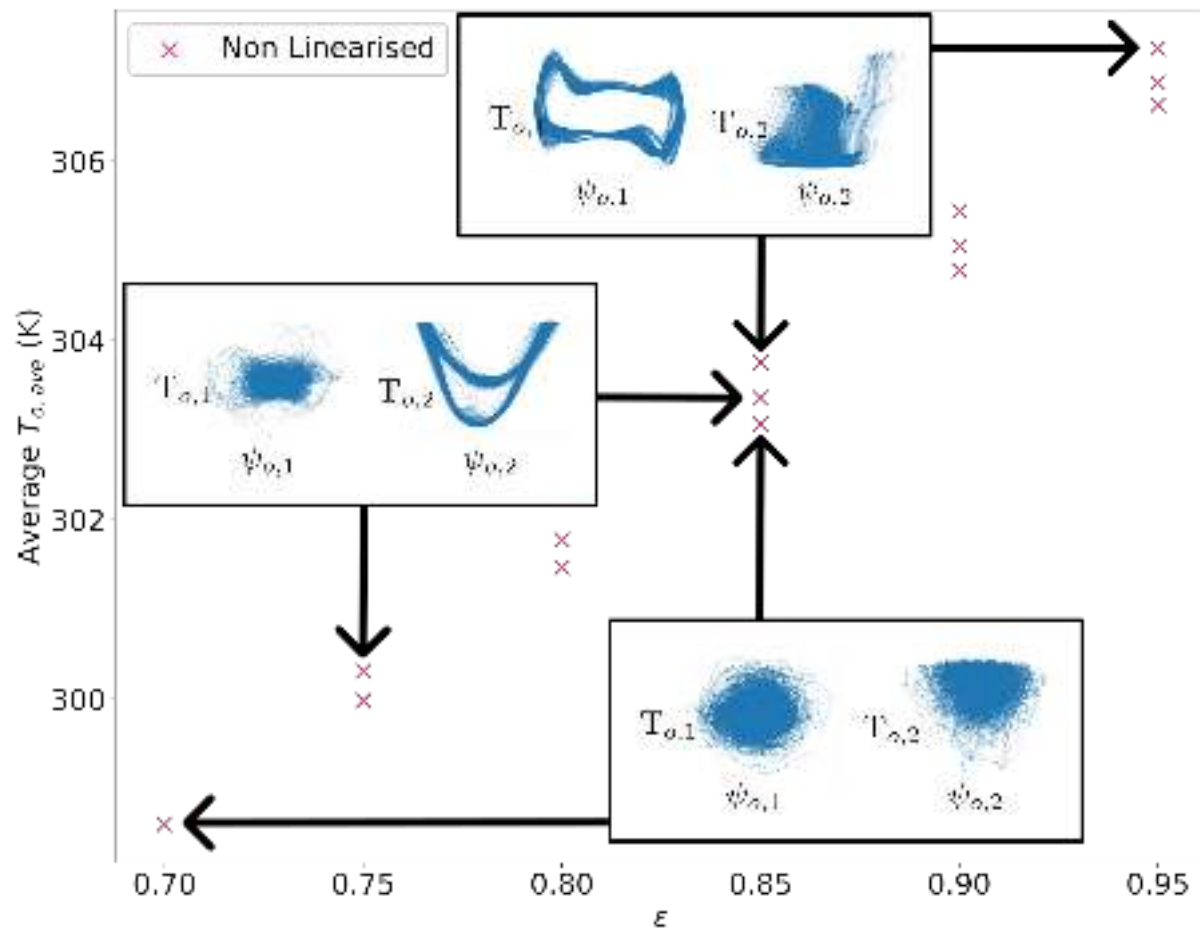 × Non Linearised
T_{o,
ψ_{o,1}
T_{o,2}
ψ_{o,2}
T_{o,1}
ψ_{o,1}
T_{o,2}
ψ_{o,2}
T_{o,1}
ψ_{o,1}
T_{o,2}
ψ_{o,2}
Average T_{o, ave} (K)
306
304
302
300
0.70 0.75 0.80 0.85 0.90 0.95
ε